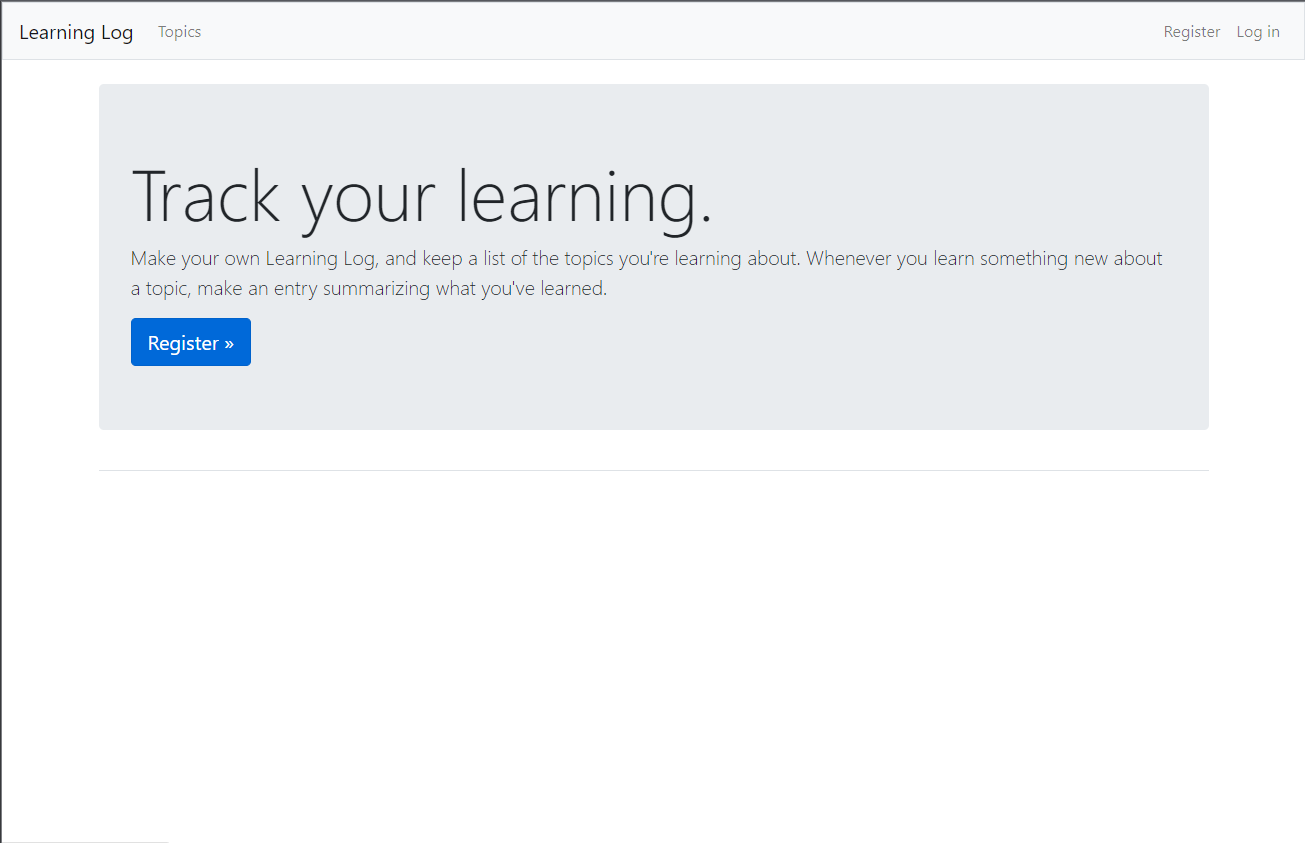 Learning Log Topics Register Log in
Track your learning.
Make your own Learning Log, and keep a list of the topics you're learning about. Whenever you learn something new about
a topic, make an entry summarizing what you've learned.
Register »